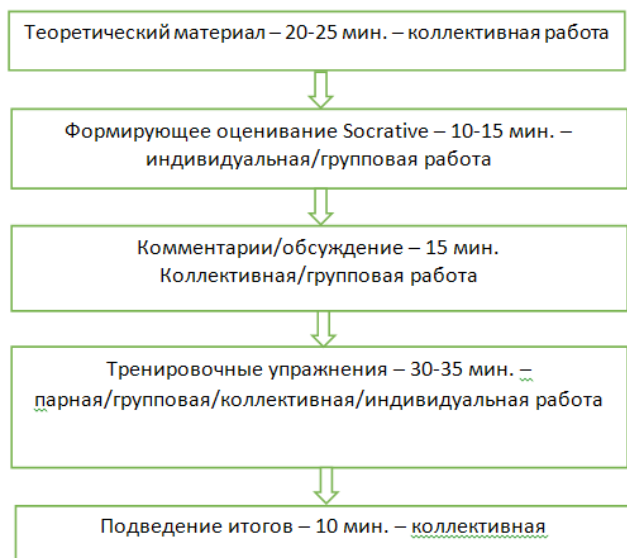 Теоретический материал – 20-25 мин. – коллективная работа
Формирующее оценивание Socrative – 10-15 мин. –
индивидуальная/групповая работа
Комментарии/обсуждение – 15 мин.
Коллективная/групповая работа
Тренировочные упражнения – 30-35 мин. –
парная/групповая/коллективная/индивидуальная работа
Подведение итогов – 10 мин. – коллективная